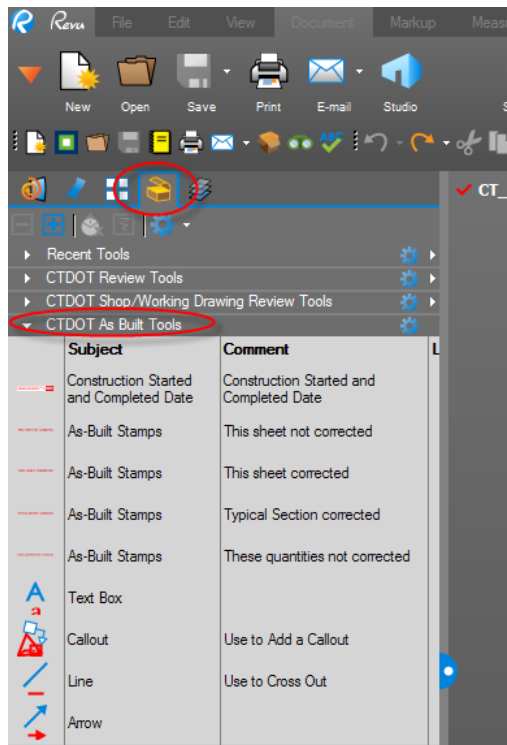 Revu File Edit View Document Markup Meas
New Open Save Print E-mail Studio S
CT_
Recent Tools
CTDOT Review Tools
CTDOT Shop/Working Drawing Review Tools
CTDOT As Built Tools
Subject Comment L
Construction Started Construction Started and
and Completed Date Completed Date
As-Built Stamps This sheet not corrected
As-Built Stamps This sheet corrected
As-Built Stamps Typical Section corrected
As-Built Stamps These quantities not corrected
Text Box
Callout Use to Add a Callout
Line Use to Cross Out
Arrow